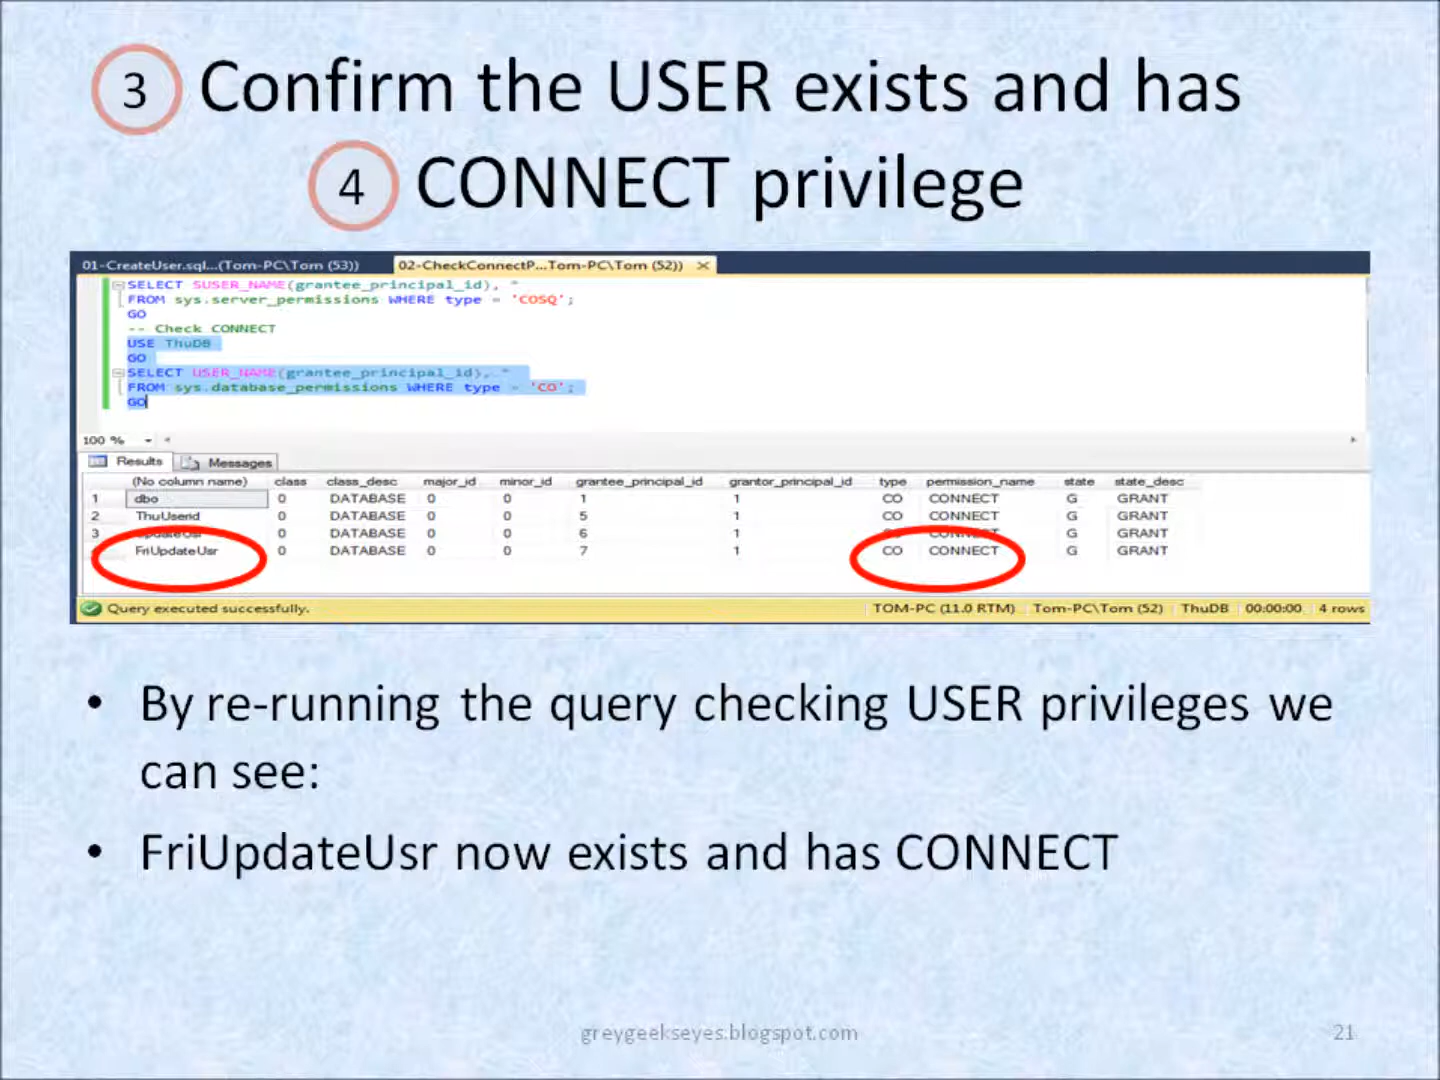 3 Confirm the USER exists and has
4 CONNECT privilege
01-CreateUser.sql...(Tom-PC\Tom (53)) 02-CheckConnectP...Tom-PC\Tom (52))
SELECT SUSER_NAME(grantee_principal_id), *
FROM sys.server_permissions WHERE type = 'COSQ';
GO
-- Check CONNECT
USE ThuDB
GO
SELECT USER_NAME(grantee_principal_id), *
FROM sys.database_permissions WHERE type = 'CO';
GO
100 %
Results Messages
(No column name) class class_desc major_id minor_id grantee_principal_id grantor_principal_id type permission_name state state_desc
1 dbo 0 DATABASE 0 0 1 1 CO CONNECT G GRANT
2 ThuUserid 0 DATABASE 0 0 5 1 CO CONNECT G GRANT
3 UpdateUsr 0 DATABASE 0 0 6 1 CO CONNECT G GRANT
FriUpdateUsr 0 DATABASE 0 0 7 1 CO CONNECT G GRANT
Query executed successfully. TOM-PC (11.0 RTM) Tom-PC\Tom (52) ThuDB 00:00:00 4 rows
• By re-running the query checking USER privileges we
can see:
• FriUpdateUsr now exists and has CONNECT
greygeekseyes.blogspot.com 21